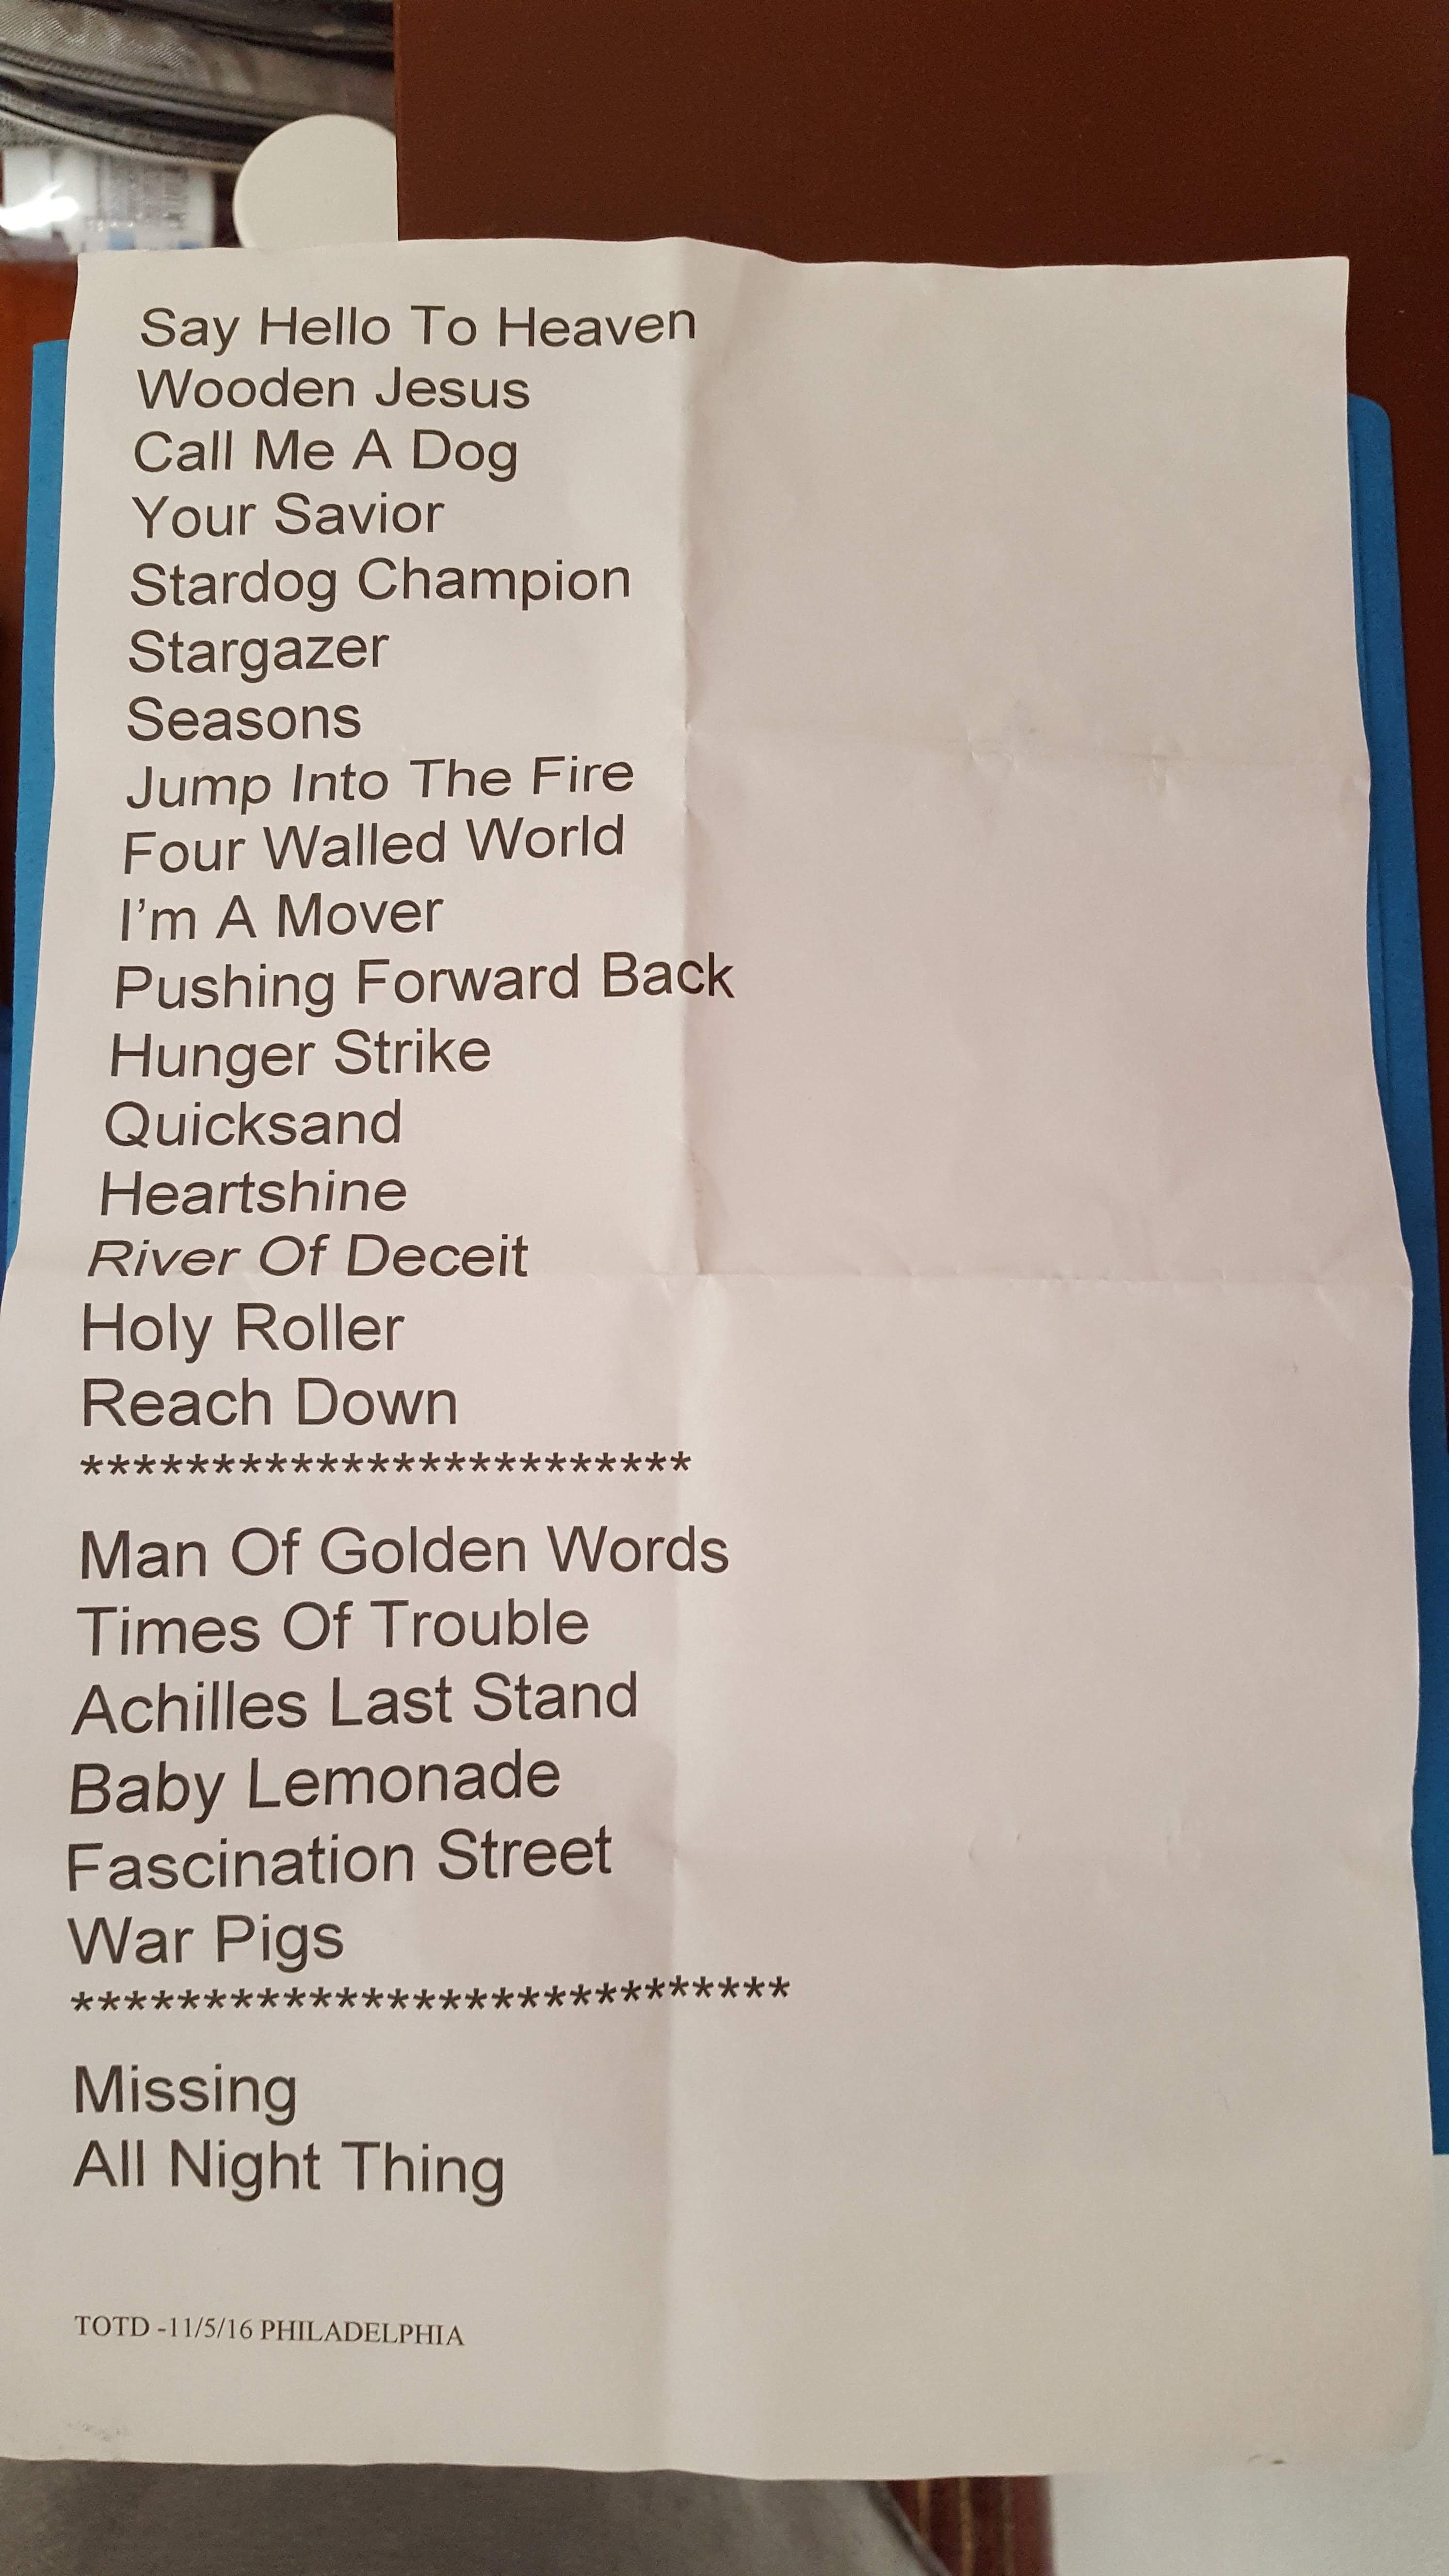 Say Hello To Heaven
Wooden Jesus
Call Me A Dog
Your Savior
Stardog Champion
Stargazer
Seasons
Jump Into The Fire
Four Walled World
I’m A Mover
Pushing Forward Back
Hunger Strike
Quicksand
Heartshine
River Of Deceit
Holy Roller
Reach Down
************************
Man Of Golden Words
Times Of Trouble
Achilles Last Stand
Baby Lemonade
Fascination Street
War Pigs
****************************
Missing
All Night Thing
TOTD -11/5/16 PHILADELPHIA